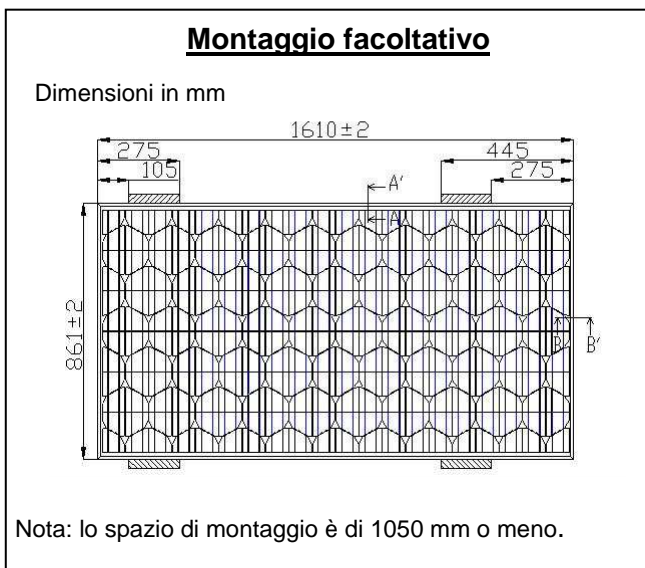 Montaggio facoltativo
Dimensioni in mm
1610±2
275
445
105
275
A'
A
861±2
B
B'
Nota: lo spazio di montaggio è di 1050 mm o meno.